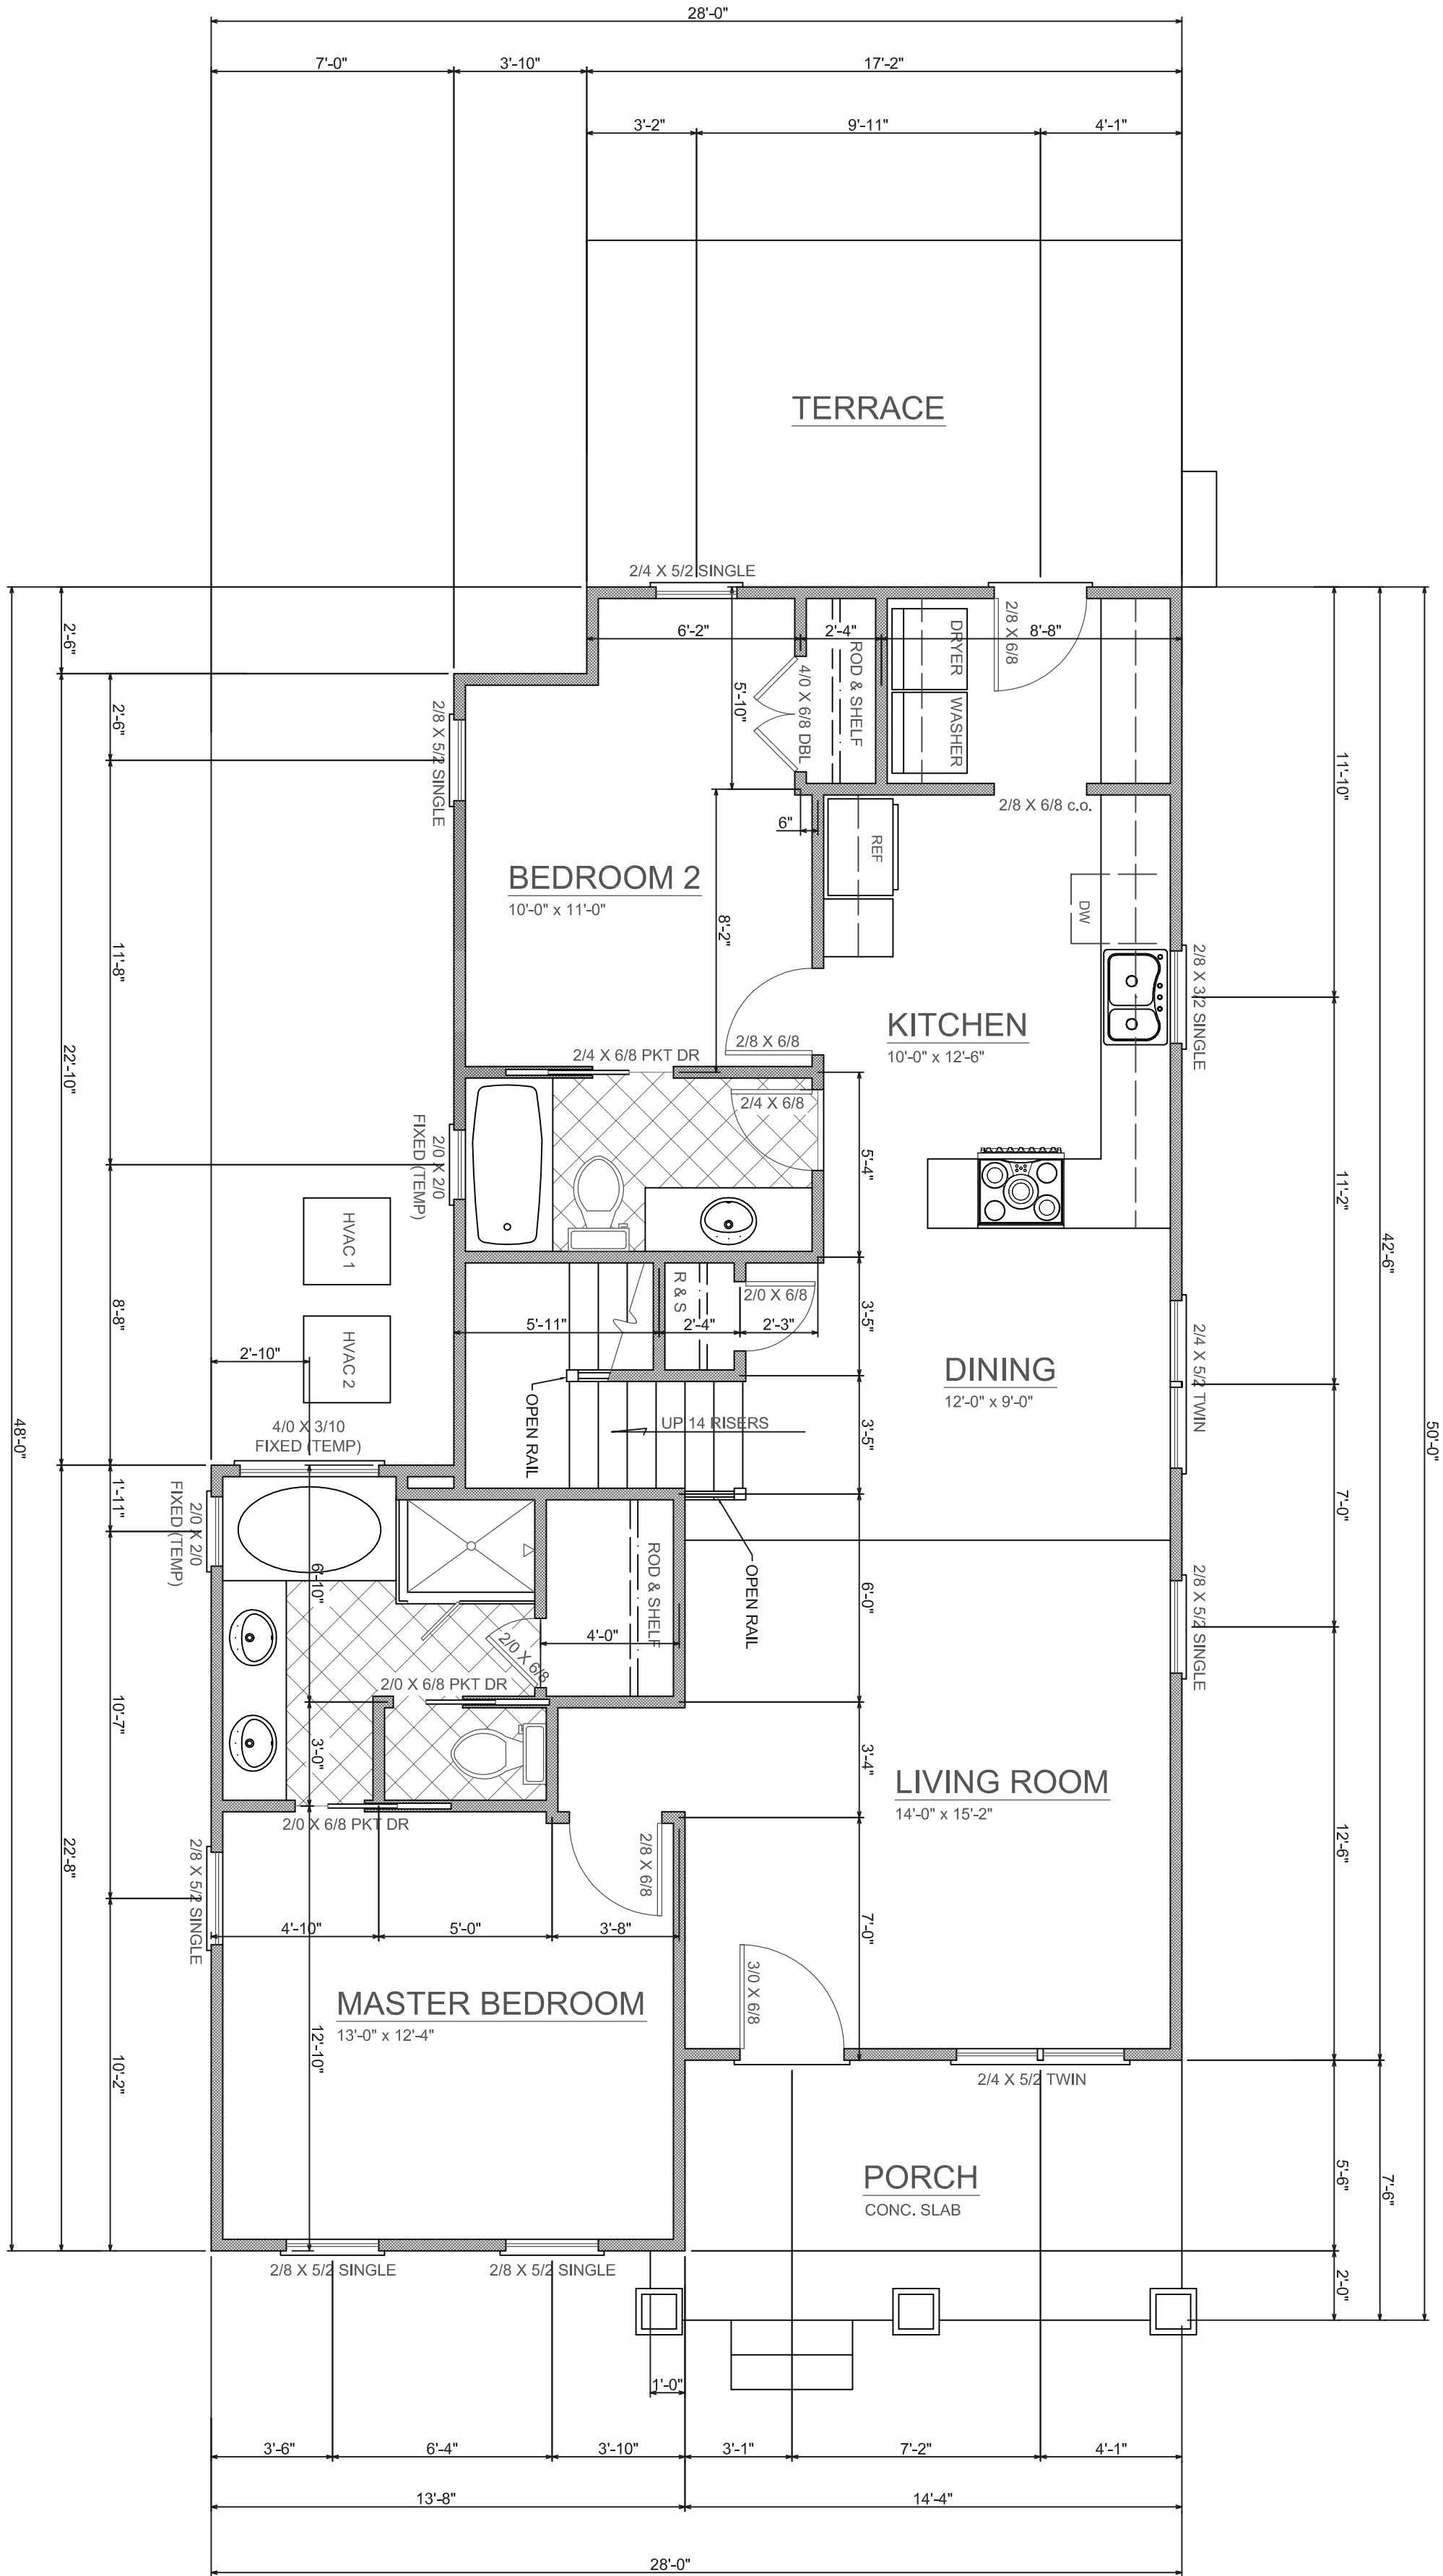 28'-0"
7'-0"
3'-10"
17'-2"
3'-2"
9'-11"
4'-1"
TERRACE
2/4 X 5/2 SINGLE
6'-2"
2'-4"
8'-8"
2/8 X 6/8
DRYER
WASHER
ROD & SHELF
4/0 X 6/8 DBL
5'-10"
2'-6"
2'-6"
2/8 X 5/2 SINGLE
11'-10"
2/8 X 6/8 c.o.
6"
REF
BEDROOM 2
10'-0" x 11'-0"
8'-2"
DW
11'-8"
22'-10"
2/8 X 3/2 SINGLE
KITCHEN
10'-0" x 12'-6"
2/8 X 6/8
2/4 X 6/8 PKT DR
2/4 X 6/8
2/0 X 2/0
FIXED (TEMP)
5'-4"
11'-2"
42'-6"
HVAC 1
HVAC 2
8'-8"
2'-10"
R & S
2/0 X 6/8
3'-5"
5'-11"
2'-4"
2'-3"
DINING
12'-0" x 9'-0"
2/4 X 5/2 TWIN
OPEN RAIL
UP 14 RISERS
3'-5"
48'-0"
50'-0"
4/0 X 3/10
FIXED (TEMP)
1'-11"
2/0 X 2/0
FIXED (TEMP)
7'-0"
6'-10"
ROD & SHELF
OPEN RAIL
6'-0"
2/8 X 5/2 SINGLE
4'-0"
2/0 X 6/8
2/0 X 6/8 PKT DR
10'-7"
3'-0"
3'-4"
LIVING ROOM
14'-0" x 15'-2"
2/0 X 6/8 PKT DR
22'-8"
2/8 X 5/2 SINGLE
2/8 X 6/8
12'-6"
4'-10"
5'-0"
3'-8"
7'-0"
3/0 X 6/8
MASTER BEDROOM
13'-0" x 12'-4"
12'-10"
10'-2"
2/4 X 5/2 TWIN
PORCH
CONC. SLAB
5'-6"
7'-6"
2/8 X 5/2 SINGLE
2/8 X 5/2 SINGLE
2'-0"
1'-0"
3'-6"
6'-4"
3'-10"
3'-1"
7'-2"
4'-1"
13'-8"
14'-4"
28'-0"